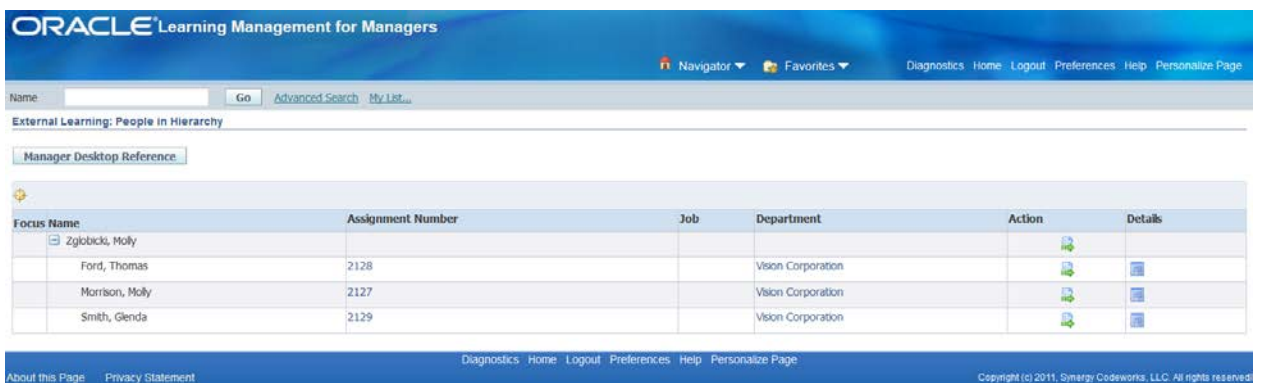 ORACLE® Learning Management for Managers
Navigator Favorites Diagnostics Home Logout Preferences Help Personalize Page
Name Go Advanced Search My List...
External Learning: People in Hierarchy
Manager Desktop Reference
Focus Name Assignment Number Job Department Action Details
Zglobicki, Molly
Ford, Thomas 2128 Vision Corporation
Morrison, Molly 2127 Vision Corporation
Smith, Glenda 2129 Vision Corporation
Diagnostics Home Logout Preferences Help Personalize Page
About this Page Privacy Statement Copyright (c) 2011, Synergy Codeworks, LLC. All rights reserved